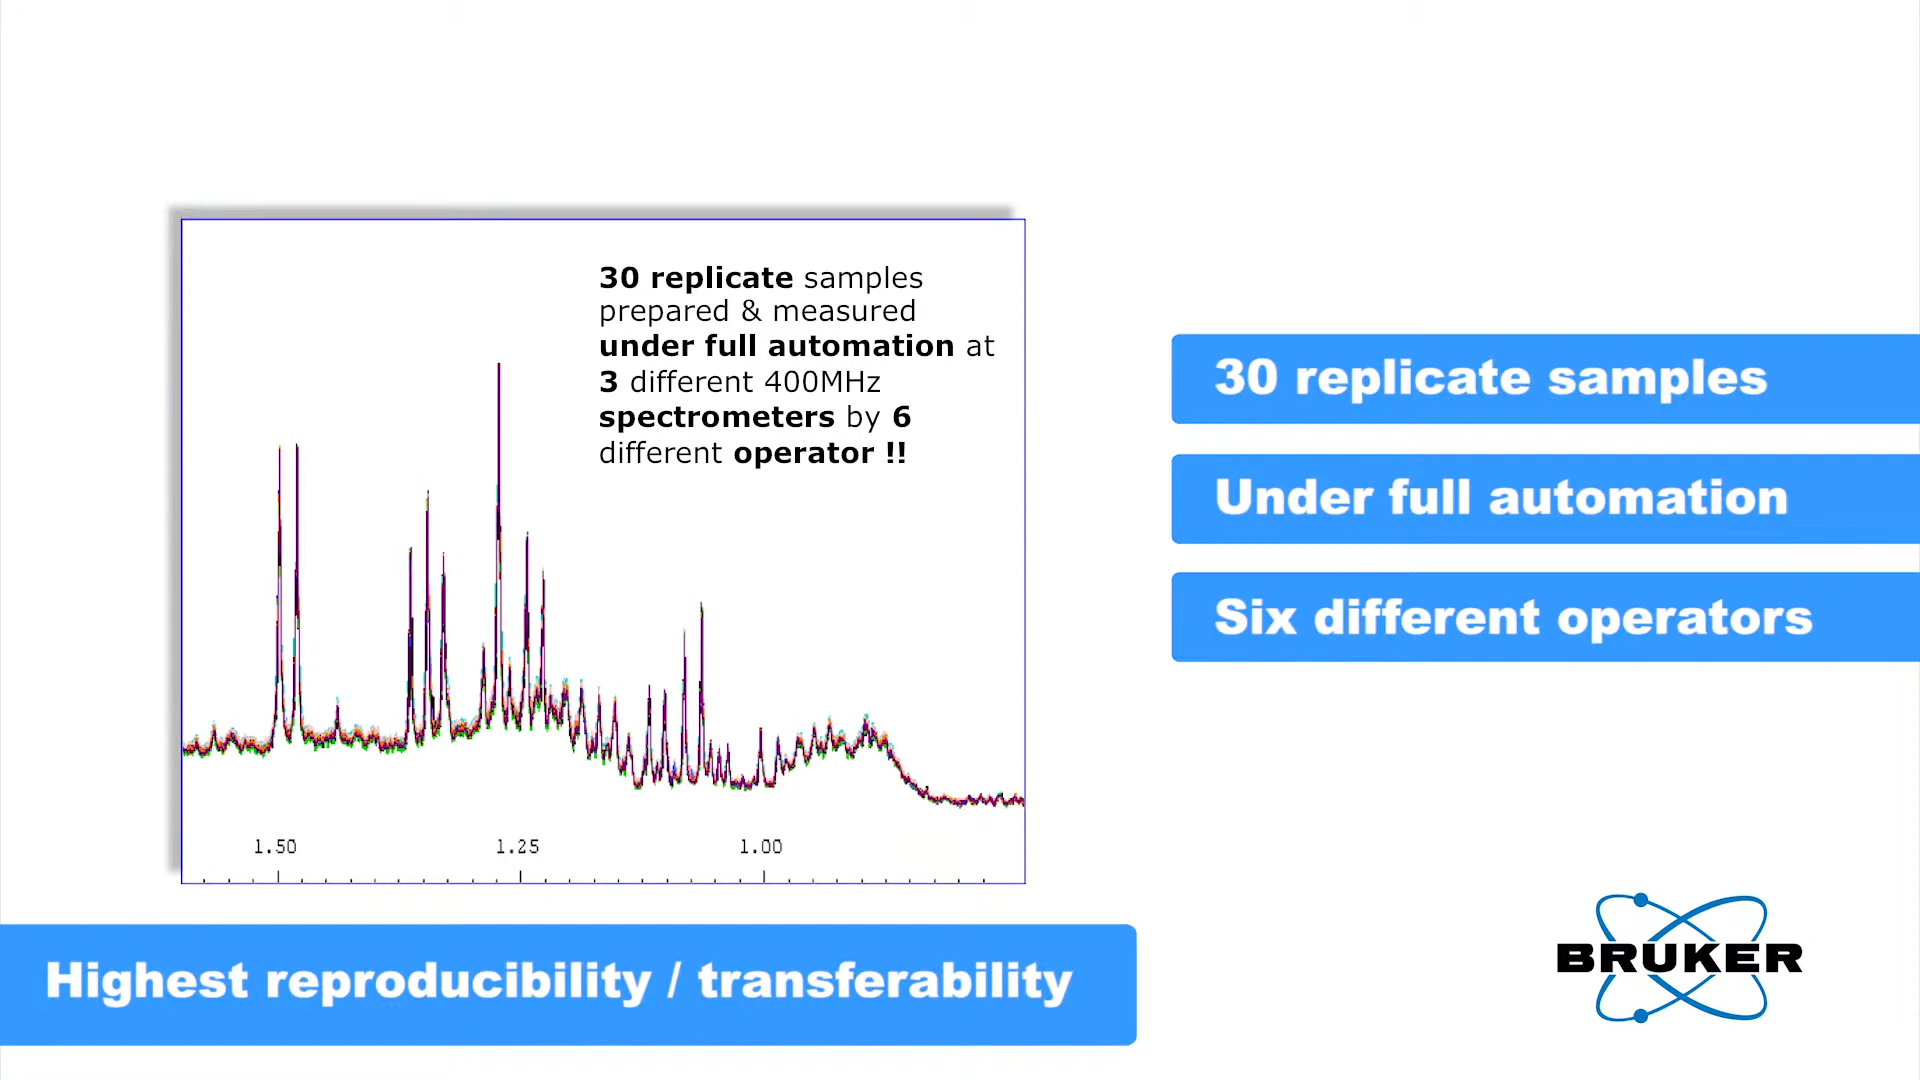 30 replicate samples
prepared & measured
under full automation at
3 different 400MHz
spectrometers by 6
different operator !!
1.50 1.25 1.00
30 replicate samples
Under full automation
Six different operators
Highest reproducibility / transferability
BRUKER